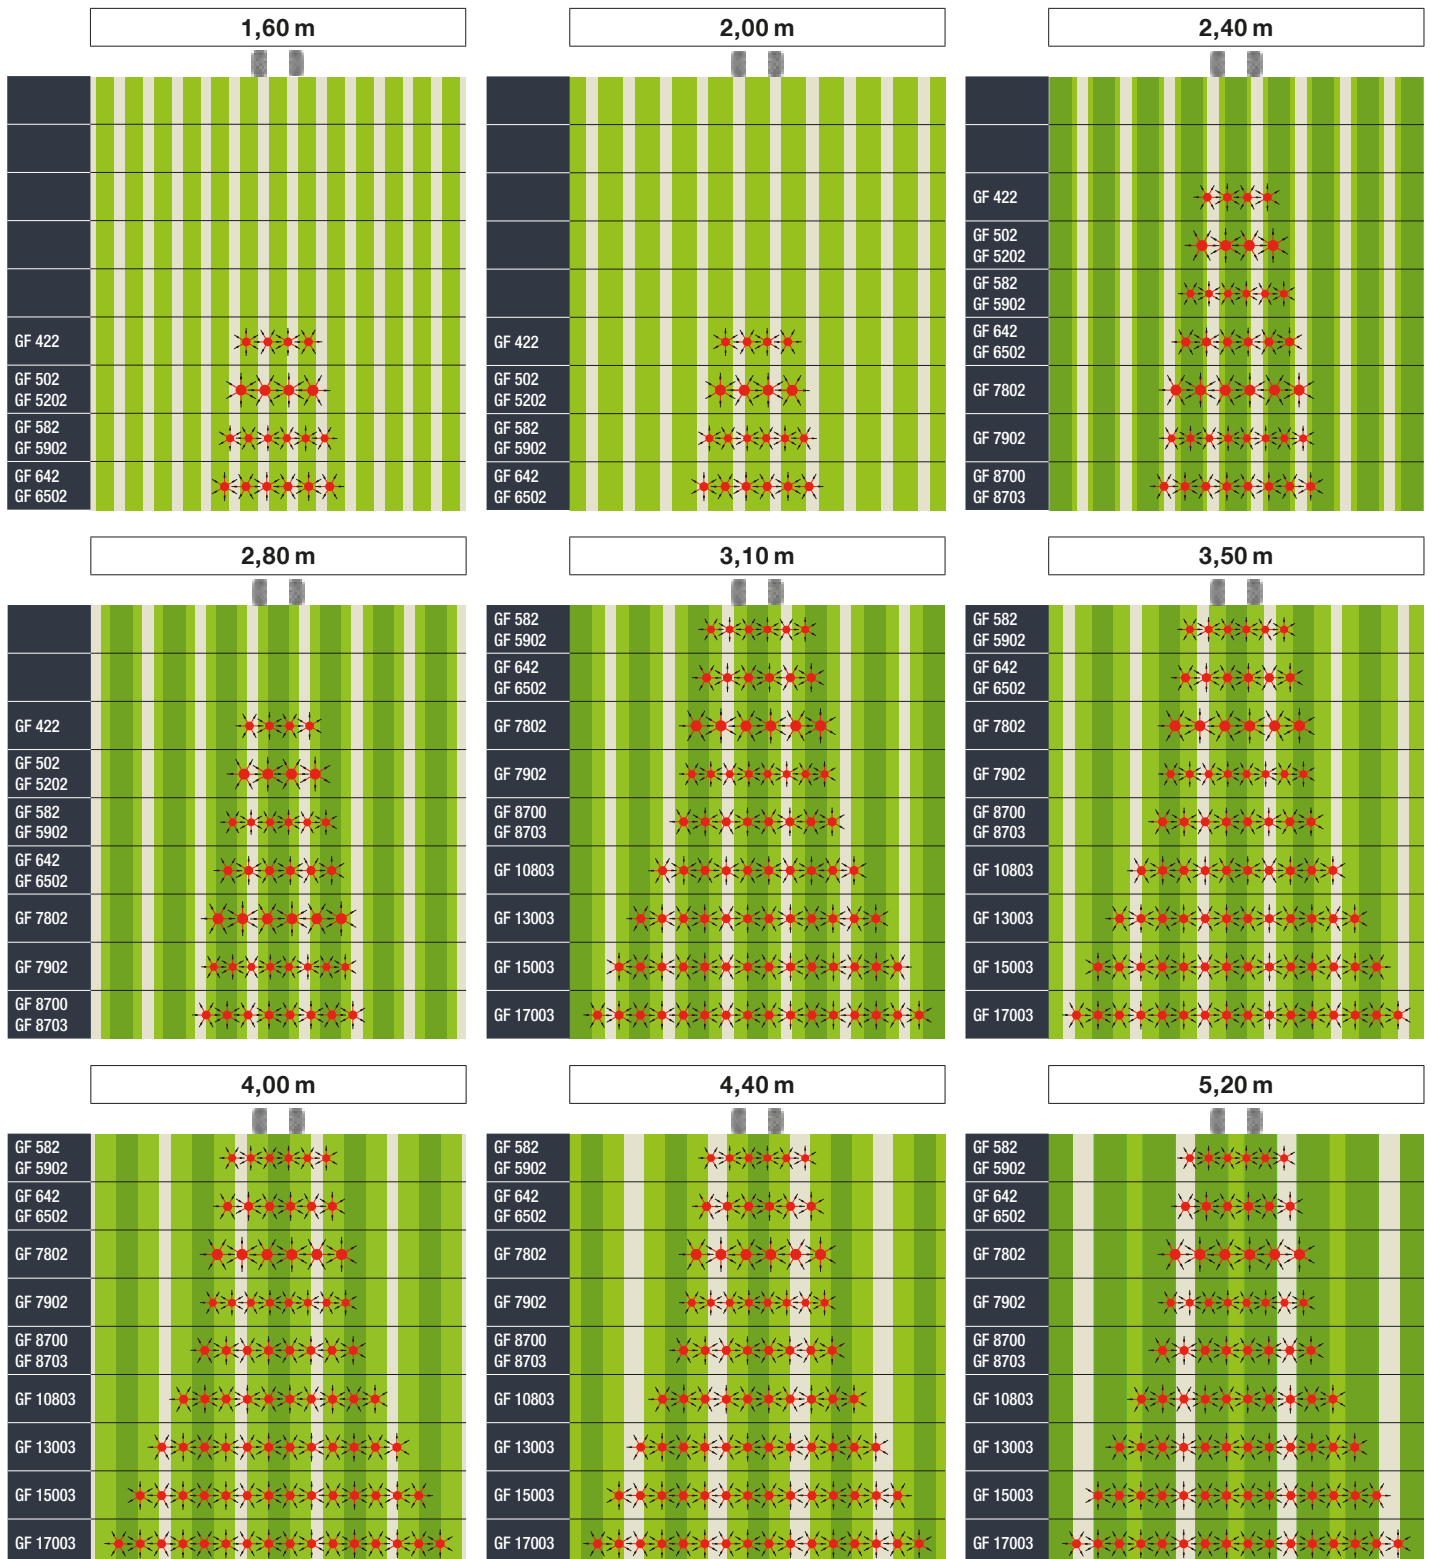 1,60 m
GF 422
GF 502
GF 5202
GF 582
GF 5902
GF 642
GF 6502
2,00 m
GF 422
GF 502
GF 5202
GF 582
GF 5902
GF 642
GF 6502
2,40 m
GF 422
GF 502
GF 5202
GF 582
GF 5902
GF 642
GF 6502
GF 7802
GF 7902
GF 8700
GF 8703
2,80 m
GF 422
GF 502
GF 5202
GF 582
GF 5902
GF 642
GF 6502
GF 7802
GF 7902
GF 8700
GF 8703
3,10 m
GF 582
GF 5902
GF 642
GF 6502
GF 7802
GF 7902
GF 8700
GF 8703
GF 10803
GF 13003
GF 15003
GF 17003
3,50 m
GF 582
GF 5902
GF 642
GF 6502
GF 7802
GF 7902
GF 8700
GF 8703
GF 10803
GF 13003
GF 15003
GF 17003
4,00 m
GF 582
GF 5902
GF 642
GF 6502
GF 7802
GF 7902
GF 8700
GF 8703
GF 10803
GF 13003
GF 15003
GF 17003
4,40 m
GF 582
GF 5902
GF 642
GF 6502
GF 7802
GF 7902
GF 8700
GF 8703
GF 10803
GF 13003
GF 15003
GF 17003
5,20 m
GF 582
GF 5902
GF 642
GF 6502
GF 7802
GF 7902
GF 8700
GF 8703
GF 10803
GF 13003
GF 15003
GF 17003